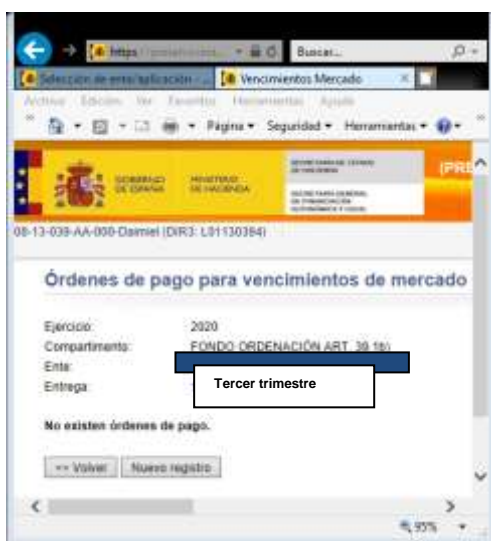 https
Buscar...
Selección de ente/aplicación
Vencimientos Mercado
Archivo Edición Ver Favoritos Herramientas Ayuda
Página Seguridad Herramientas
GOBIERNO DE ESPAÑA
MINISTERIO DE HACIENDA
(PRE
08-13-039-AA-000-Daimiel (DIR3: L01130394)
Órdenes de pago para vencimientos de mercado
Ejercicio: 2020
Compartimento: FONDO ORDENACIÓN ART. 39.1b)
Ente:
Entrega: Tercer trimestre
No existen órdenes de pago.
<< Volver Nuevo registro
95%